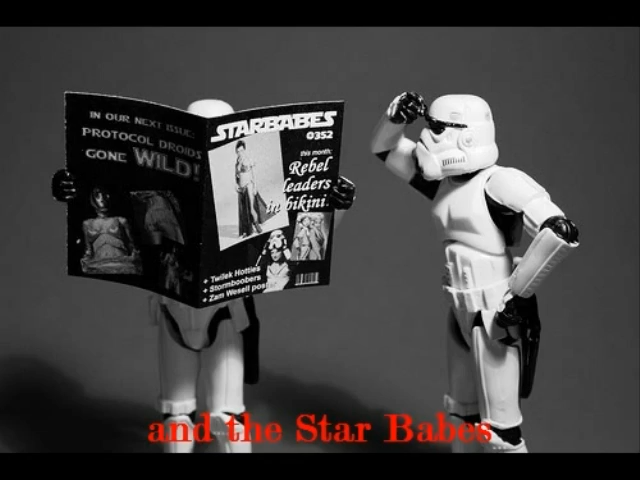 IN OUR NEXT ISSUE:
PROTOCOL DROIDS
GONE WILD!
STARBABES
0352
this month:
Rebel
leaders
in bikini
+ Twilek Hotties
+ Stormboobers
+ Zam Wesell pos
and the Star Babes